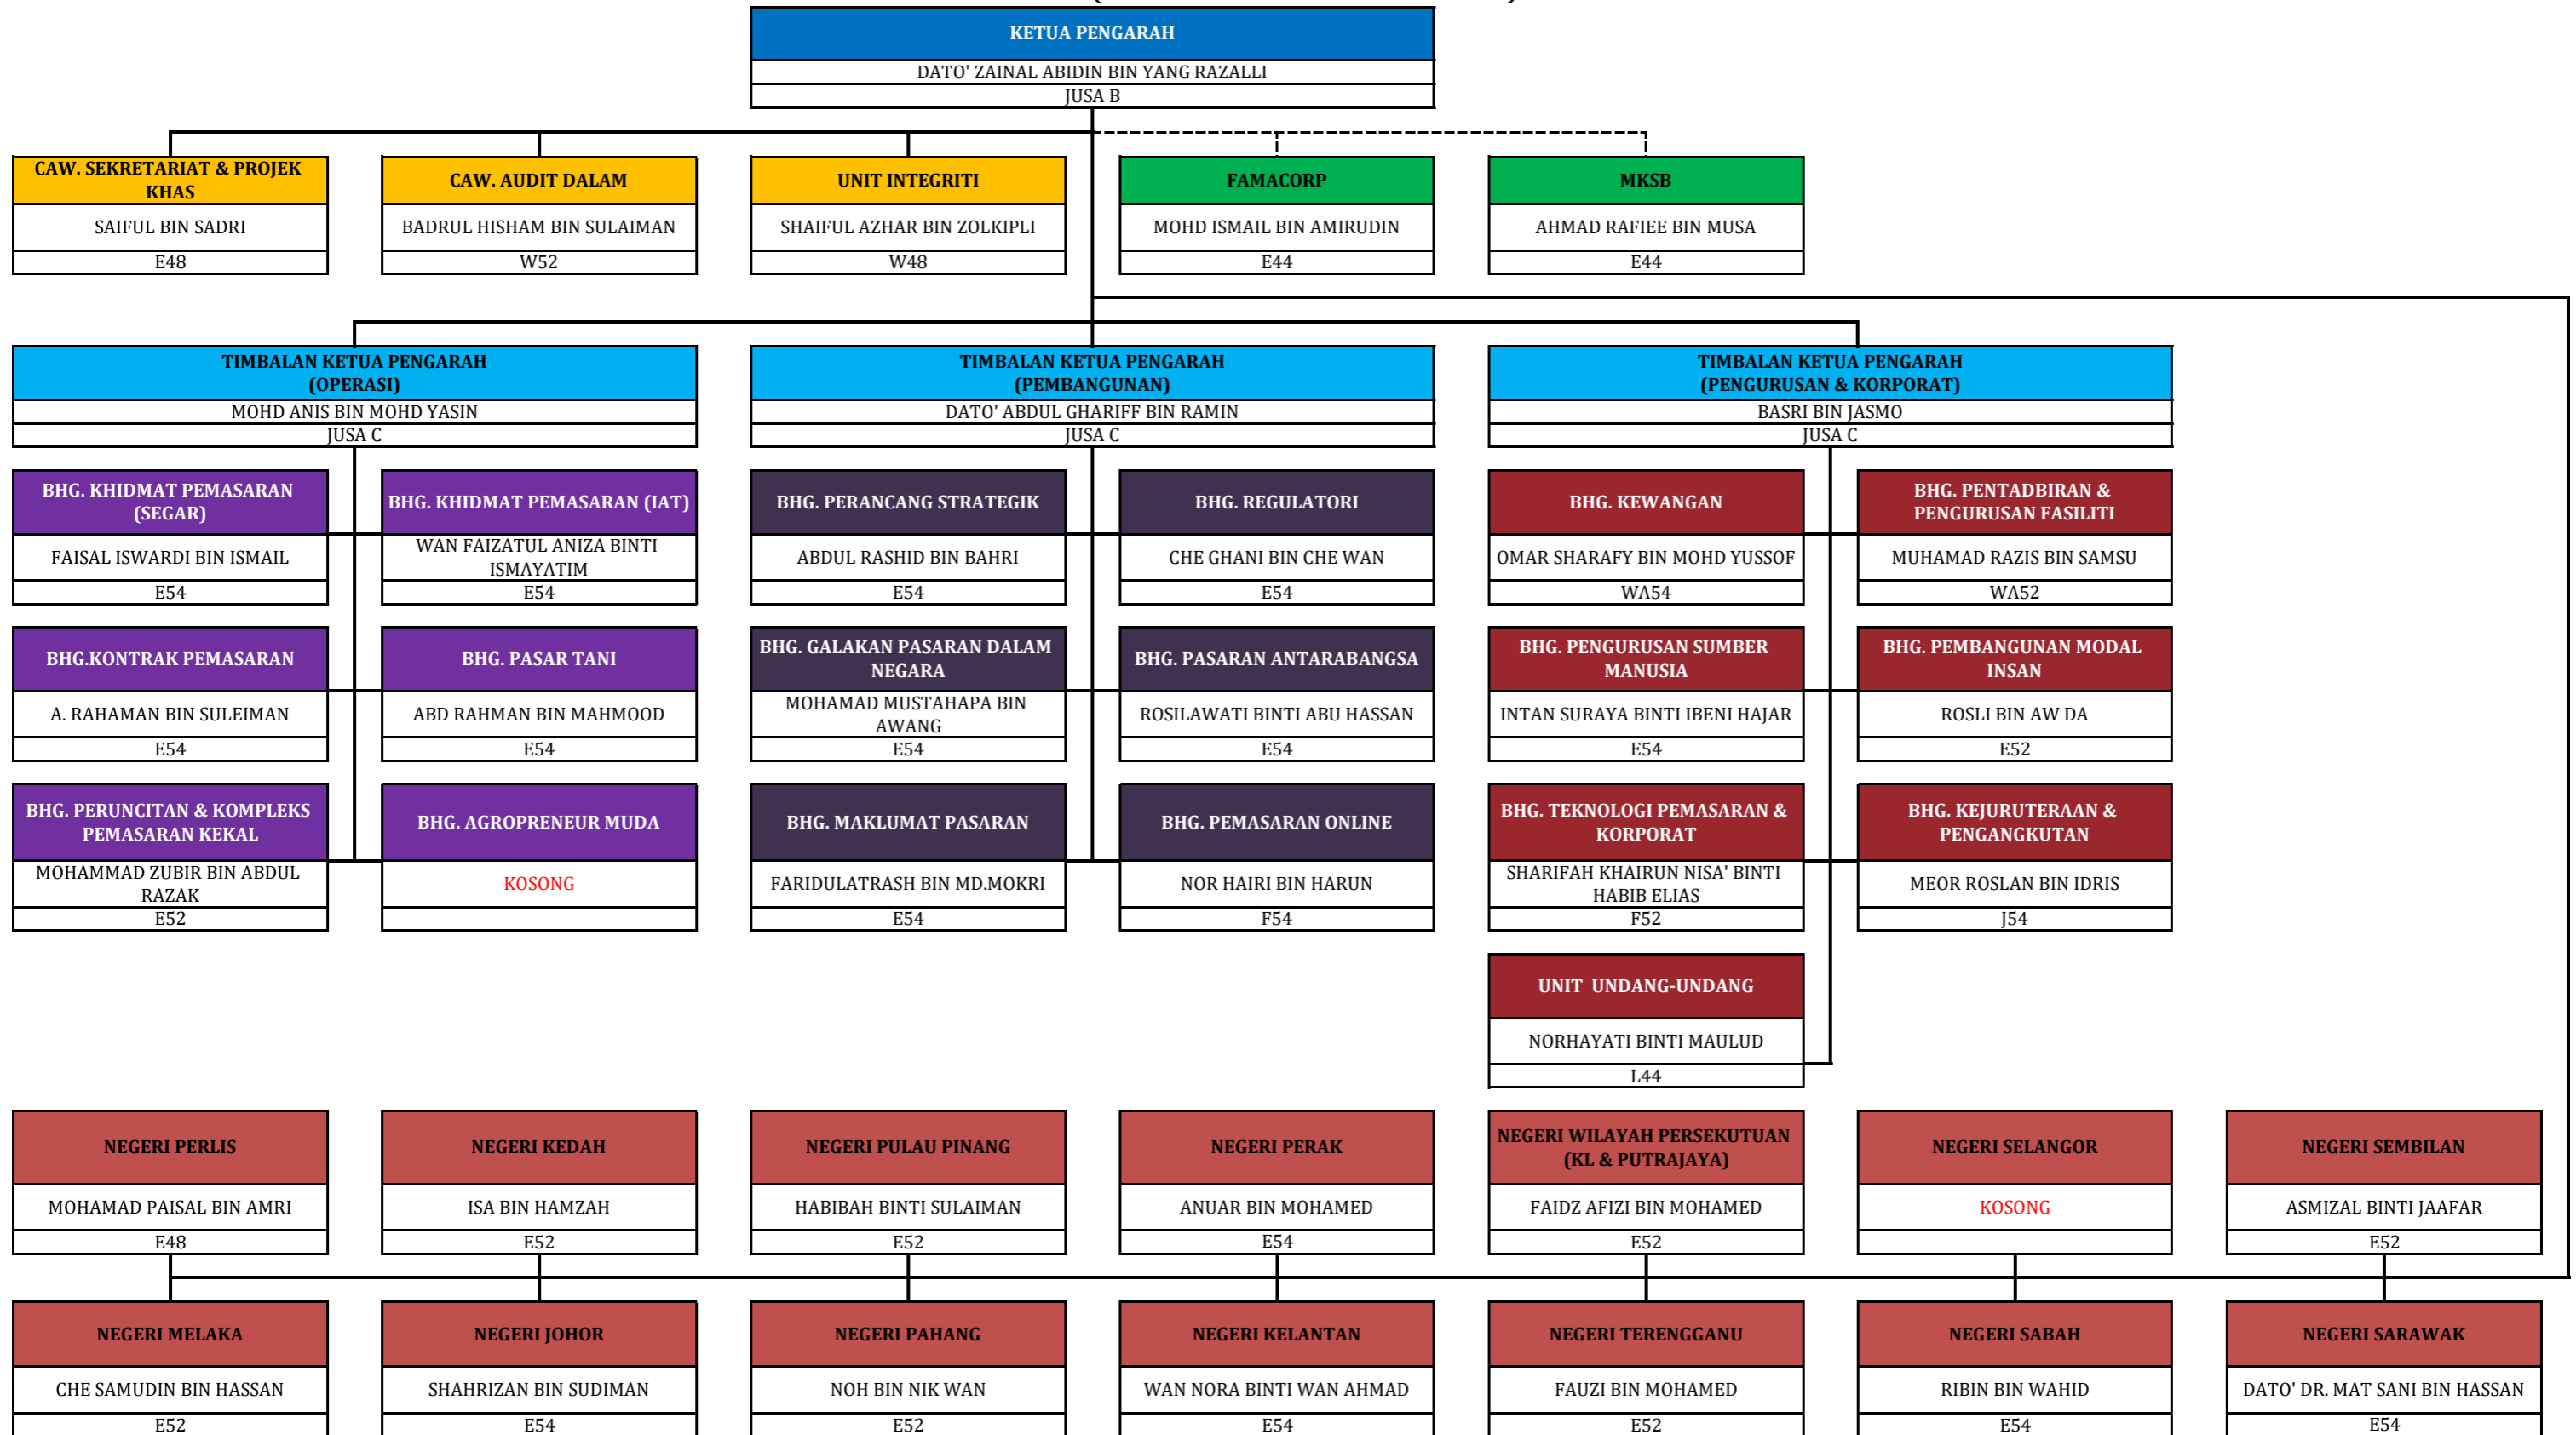 KETUA PENGARAH
DATO' ZAINAL ABIDIN BIN YANG RAZALLI
JUSA B
CAW. SEKRETARIAT & PROJEK
KHAS
SAIFUL BIN SADRI
E48
CAW. AUDIT DALAM
BADRUL HISHAM BIN SULAIMAN
W52
UNIT INTEGRITI
SHAIFUL AZHAR BIN ZOLKIPLI
W48
FAMACORP
MOHD ISMAIL BIN AMIRUDIN
E44
MKSB
AHMAD RAFIEE BIN MUSA
E44
TIMBALAN KETUA PENGARAH
(OPERASI)
MOHD ANIS BIN MOHD YASIN
JUSA C
TIMBALAN KETUA PENGARAH
(PEMBANGUNAN)
DATO' ABDUL GHARIFF BIN RAMIN
JUSA C
TIMBALAN KETUA PENGARAH
(PENGURUSAN & KORPORAT)
BASRI BIN JASMO
JUSA C
BHG. KHIDMAT PEMASARAN
(SEGAR)
FAISAL ISWARDI BIN ISMAIL
E54
BHG. KHIDMAT PEMASARAN (IAT)
WAN FAIZATUL ANIZA BINTI
ISMAYATIM
E54
BHG. PERANCANG STRATEGIK
ABDUL RASHID BIN BAHRI
E54
BHG. REGULATORI
CHE GHANI BIN CHE WAN
E54
BHG. KEWANGAN
OMAR SHARAFY BIN MOHD YUSSOF
WA54
BHG. PENTADBIRAN &
PENGURUSAN FASILITI
MUHAMAD RAZIS BIN SAMSU
WA52
BHG.KONTRAK PEMASARAN
A. RAHAMAN BIN SULEIMAN
E54
BHG. PASAR TANI
ABD RAHMAN BIN MAHMOOD
E54
BHG. GALAKAN PASARAN DALAM
NEGARA
MOHAMAD MUSTAHAPA BIN
AWANG
E54
BHG. PASARAN ANTARABANGSA
ROSILAWATI BINTI ABU HASSAN
E54
BHG. PENGURUSAN SUMBER
MANUSIA
INTAN SURAYA BINTI IBENI HAJAR
E54
BHG. PEMBANGUNAN MODAL
INSAN
ROSLI BIN AW DA
E52
BHG. PERUNCITAN & KOMPLEKS
PEMASARAN KEKAL
MOHAMMAD ZUBIR BIN ABDUL
RAZAK
E52
BHG. AGROPRENEUR MUDA
KOSONG
BHG. MAKLUMAT PASARAN
FARIDULATRASH BIN MD.MOKRI
E54
BHG. PEMASARAN ONLINE
NOR HAIRI BIN HARUN
F54
BHG. TEKNOLOGI PEMASARAN &
KORPORAT
SHARIFAH KHAIRUN NISA' BINTI
HABIB ELIAS
F52
BHG. KEJURUTERAAN &
PENGANGKUTAN
MEOR ROSLAN BIN IDRIS
J54
UNIT  UNDANG-UNDANG
NORHAYATI BINTI MAULUD
L44
NEGERI PERLIS
MOHAMAD PAISAL BIN AMRI
E48
NEGERI KEDAH
ISA BIN HAMZAH
E52
NEGERI PULAU PINANG
HABIBAH BINTI SULAIMAN
E52
NEGERI PERAK
ANUAR BIN MOHAMED
E54
NEGERI WILAYAH PERSEKUTUAN
(KL & PUTRAJAYA)
FAIDZ AFIZI BIN MOHAMED
E52
NEGERI SELANGOR
KOSONG
NEGERI SEMBILAN
ASMIZAL BINTI JAAFAR
E52
NEGERI MELAKA
CHE SAMUDIN BIN HASSAN
E52
NEGERI JOHOR
SHAHRIZAN BIN SUDIMAN
E54
NEGERI PAHANG
NOH BIN NIK WAN
E52
NEGERI KELANTAN
WAN NORA BINTI WAN AHMAD
E54
NEGERI TERENGGANU
FAUZI BIN MOHAMED
E52
NEGERI SABAH
RIBIN BIN WAHID
E54
NEGERI SARAWAK
DATO' DR. MAT SANI BIN HASSAN
E54